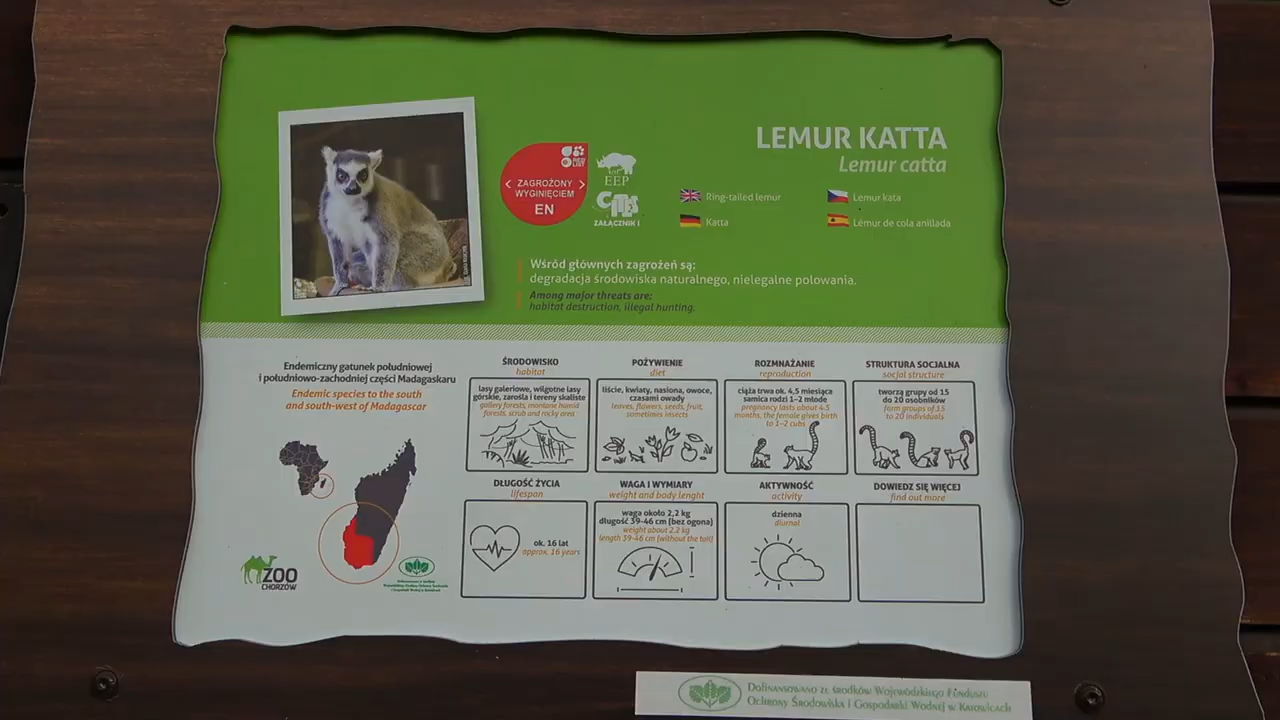 LEMUR KATTA
Lemur catta
RED LIST
ZAGROŻONY
WYGINIĘCIEM
EN
EEP
CITES
ZAŁĄCZNIK I
Ring-tailed lemur
Lemur kata
Katta
Lémur de cola anillada
Wśród głównych zagrożeń są:
degradacja środowiska naturalnego, nielegalne polowania.
Among major threats are:
habitat destruction, illegal hunting.
Endemiczny gatunek południowej
i południowo-zachodniej części Madagaskaru
Endemic species to the south
and south-west of Madagascar
ZOO
CHORZÓW
ŚRODOWISKO
habitat
lasy galeriowe, wilgotne lasy
górskie, zarośla i tereny skaliste
gallery forests, montane humid
forests, scrub and rocky area
POŻYWIENIE
diet
liście, kwiaty, nasiona, owoce,
czasami owady
leaves, flowers, seeds, fruit,
sometimes insects
ROZMNAŻANIE
reproduction
ciąża trwa ok. 4,5 miesiąca
samica rodzi 1-2 młode
pregnancy lasts about 4.5
months, the female gives birth
to 1-2 cubs
STRUKTURA SOCJALNA
social structure
tworzą grupy od 15
do 20 osobników
form groups of 15
to 20 individuals
DŁUGOŚĆ ŻYCIA
lifespan
ok. 16 lat
approx. 16 years
WAGA I WYMIARY
weight and body lenght
waga około 2,2 kg
długość 39-46 cm (bez ogona)
weight about 2.2 kg
length 39-46 cm (without the tail)
AKTYWNOŚĆ
activity
dzienna
diurnal
DOWIEDZ SIĘ WIĘCEJ
find out more
Dofinansowano ze środków Wojewódzkiego Funduszu
Ochrony Środowiska i Gospodarki Wodnej w Katowicach